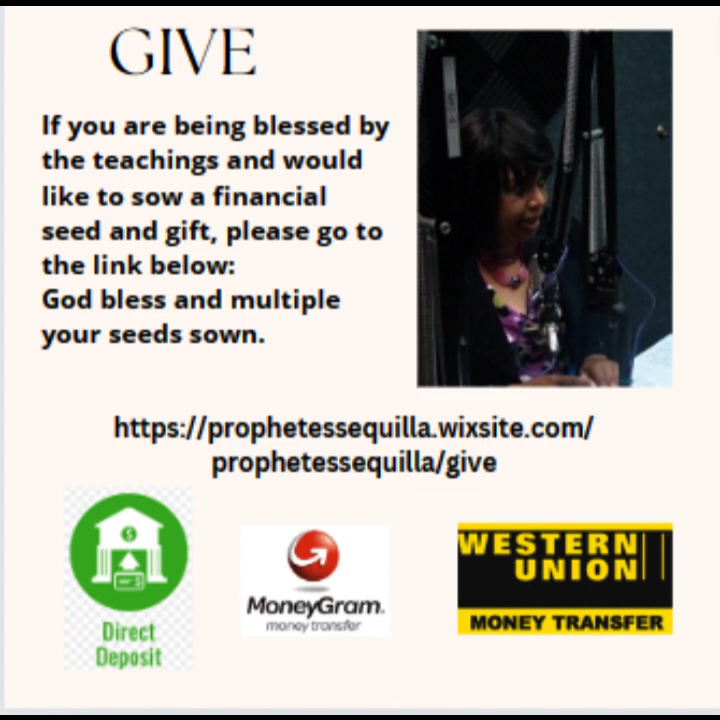 GIVE
If you are being blessed by
the teachings and would
like to sow a financial
seed and gift, please go to
the link below:
God bless and multiple
your seeds sown.
https://prophetessequilla.wixsite.com/
prophetessequilla/give
Direct
Deposit
MoneyGram.
money transfer
WESTERN
UNION
MONEY TRANSFER